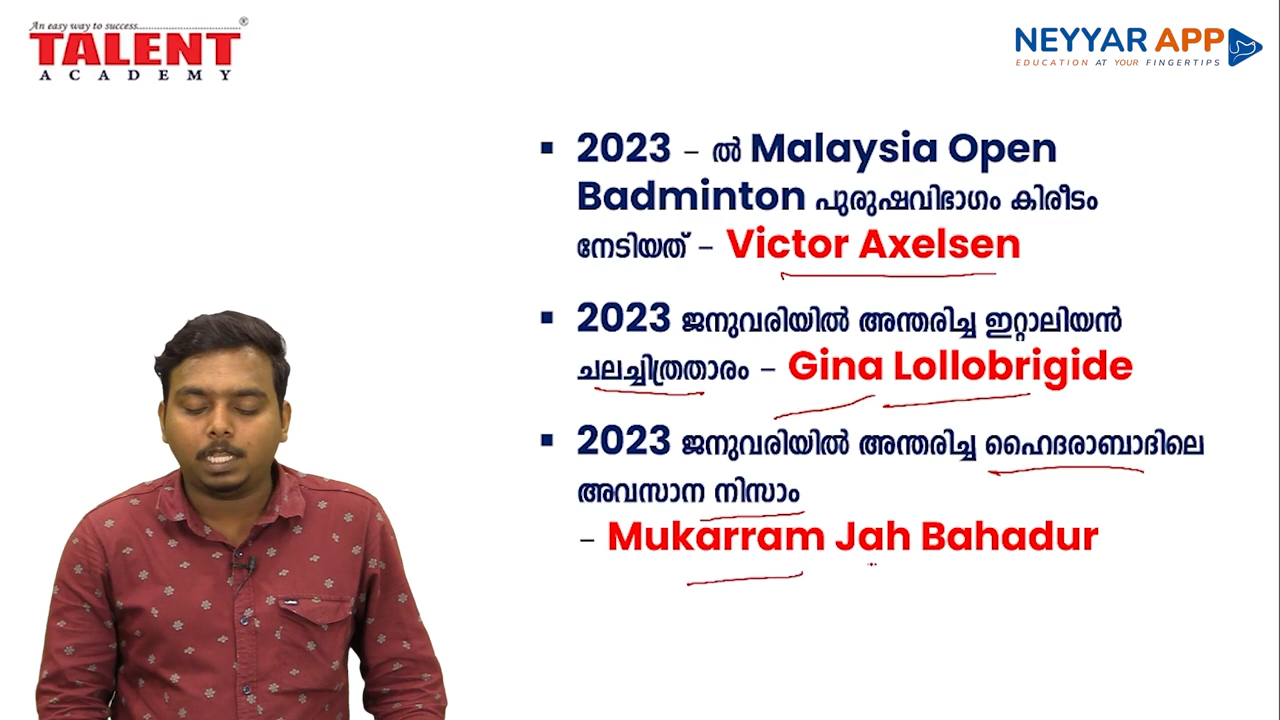 An easy way to success
TALENT
ACADEMY
NEYYAR APP
EDUCATION AT YOUR FINGERTIPS
▪ 2023 – ൽ Malaysia Open
Badminton പുരുഷവിഭാഗം കിരീടം
നേടിയത് – Victor Axelsen
▪ 2023 ജനുവരിയിൽ അന്തരിച്ച ഇറ്റാലിയൻ
ചലച്ചിത്രതാരം – Gina Lollobrigide
▪ 2023 ജനുവരിയിൽ അന്തരിച്ച ഹൈദരാബാദിലെ
അവസാന നിസാം
– Mukarram Jah Bahadur